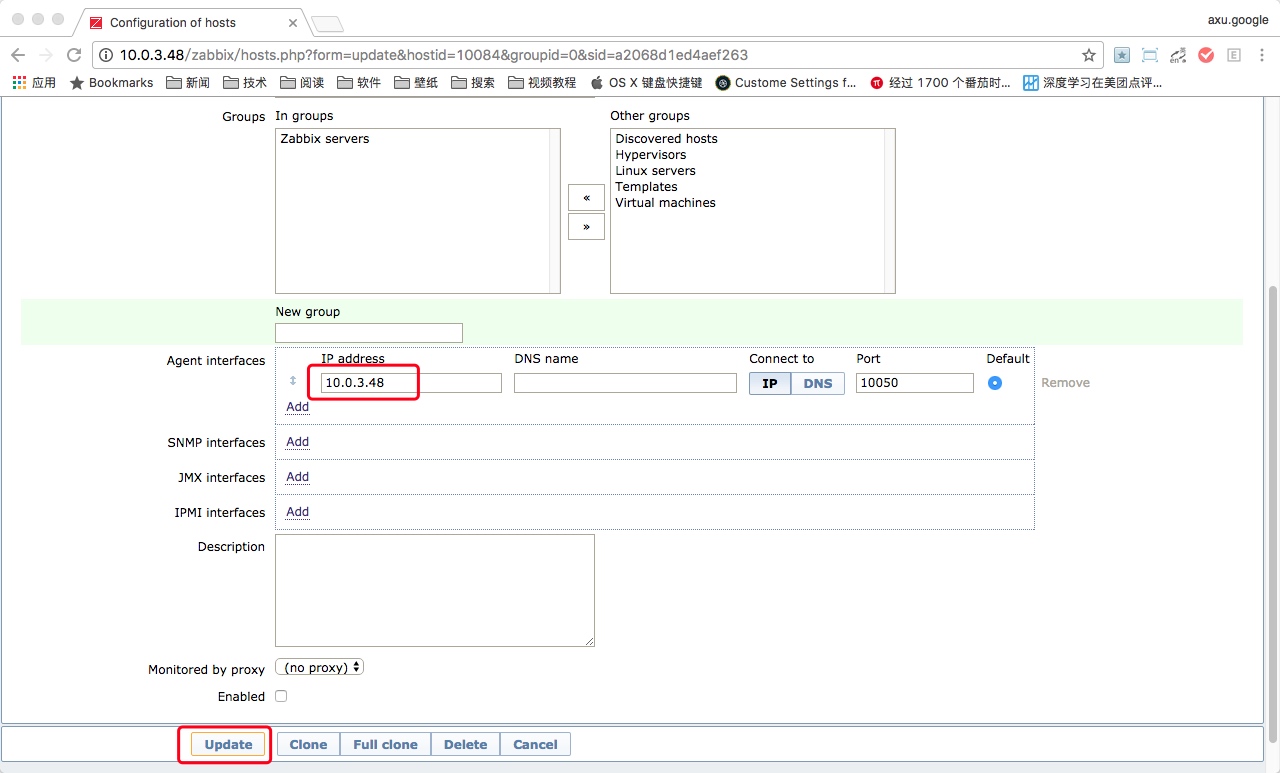 Configuration of hosts
axu.google
10.0.3.48/zabbix/hosts.php?form=update&hostid=10084&groupid=0&sid=a2068d1ed4aef263
应用 Bookmarks 新闻 技术 阅读 软件 壁纸 搜索 视频教程 OS X 键盘快捷键 Custome Settings f... 经过 1700 个番茄时... 深度学习在美团点评...
Groups In groups Other groups
Zabbix servers
Discovered hosts
Hypervisors
Linux servers
Templates
Virtual machines
«
»
New group
Agent interfaces IP address DNS name Connect to Port Default
10.0.3.48 IP DNS 10050 Remove
Add
SNMP interfaces Add
JMX interfaces Add
IPMI interfaces Add
Description
Monitored by proxy (no proxy)
Enabled
Update Clone Full clone Delete Cancel